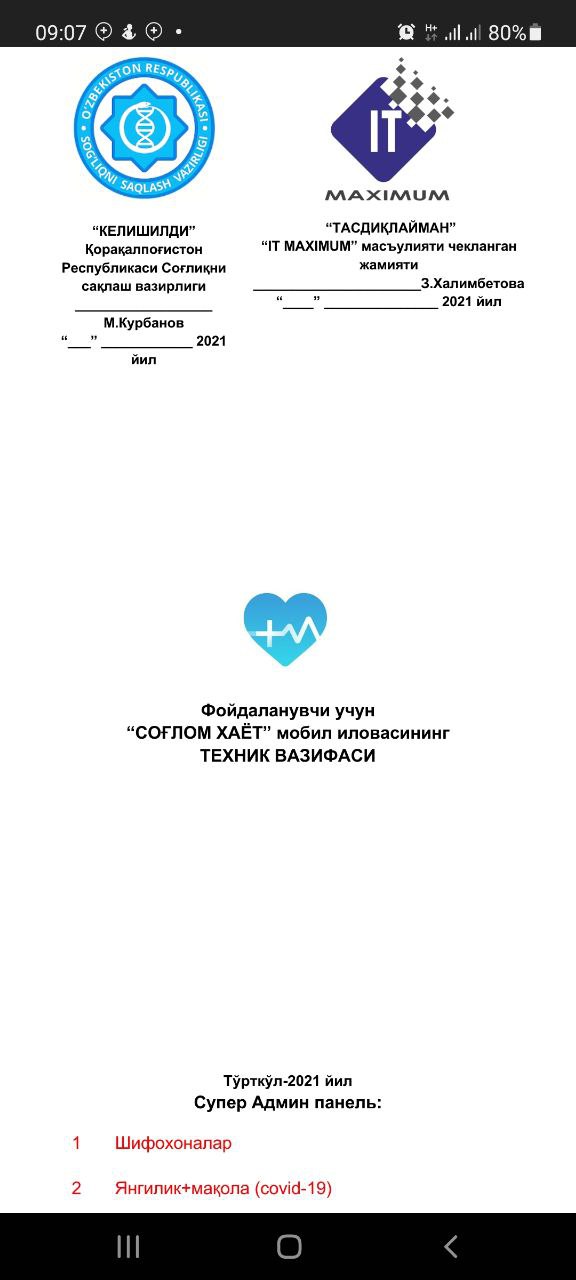 09:07
H+
80%
O'ZBEKISTON RESPUBLIKASI
SOG'LIQNI SAQLASH VAZIRLIGI
IT
MAXIMUM
“КЕЛИШИЛДИ”
Қорақалпоғистон
Республикаси Соғлиқни
сақлаш вазирлиги
____________________
М.Курбанов
“___” _____________ 2021
йил
“ТАСДИҚЛАЙМАН”
“IT MAXIMUM” масъулияти чекланган
жамияти
________________________З.Халимбетова
“____” ________________ 2021 йил
Фойдаланувчи учун
“СОҒЛОМ ХАЁТ” мобил иловасининг
ТЕХНИК ВАЗИФАСИ
Тўрткўл-2021 йил
Супер Админ панель:
1 Шифохоналар
2 Янгилик+мақола (covid-19)